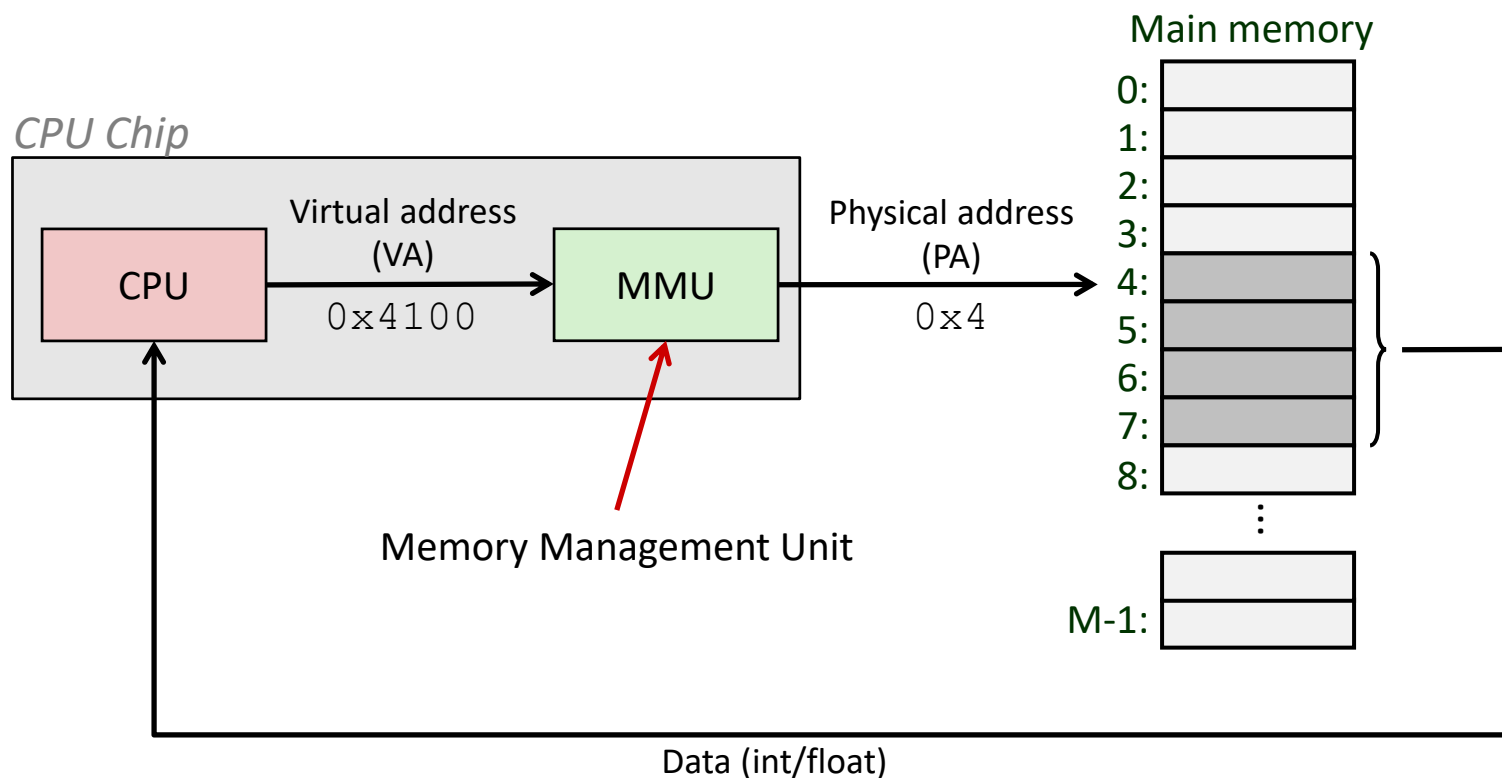 Main memory
CPU Chip
0:
1:
2:
3:
4:
5:
6:
7:
8:
...
M-1:
Virtual address
(VA)
0x4100
CPU
MMU
Physical address
(PA)
0x4
Memory Management Unit
Data (int/float)